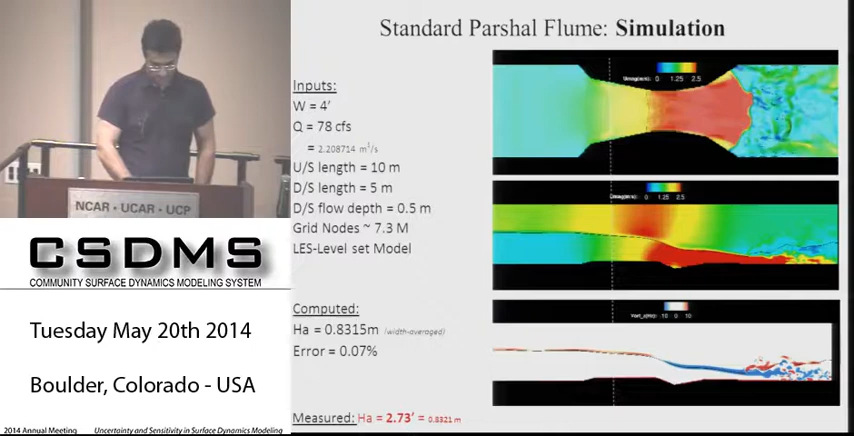 Standard Parshal Flume: Simulation
Inputs:
W = 4'
Q = 78 cfs
= 2.208714 m³/s
U/S length = 10 m
D/S length = 5 m
D/S flow depth = 0.5 m
Grid Nodes ~ 7.3 M
LES-Level set Model
Computed:
Ha = 0.8315m (width-averaged)
Error = 0.07%
Measured: Ha = 2.73' = 0.8321 m
0 1.25 2.5
0 1.25 2.5
10 0 10
NCAR · UCAR · UCP
CSDMS
COMMUNITY SURFACE DYNAMICS MODELING SYSTEM
Tuesday May 20th 2014
Boulder, Colorado - USA
2014 Annual Meeting Uncertainty and Sensitivity in Surface Dynamics Modeling